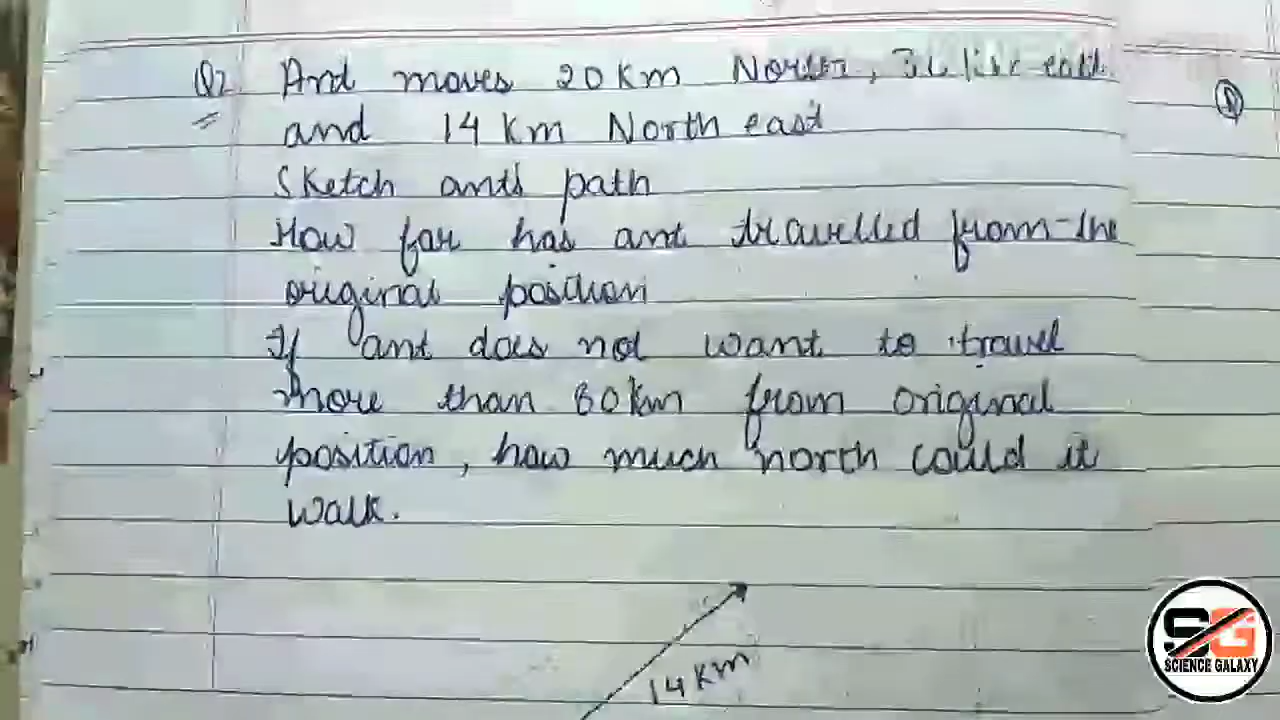 Q2 And moves 20 Km North,
and 14 Km North east
Sketch ants path
How far has ant travelled from the
original position
If ant does not want to travel
more than 80 km from original
position, how much north could it
walk.
14 Km
SG
SCIENCE GALAXY